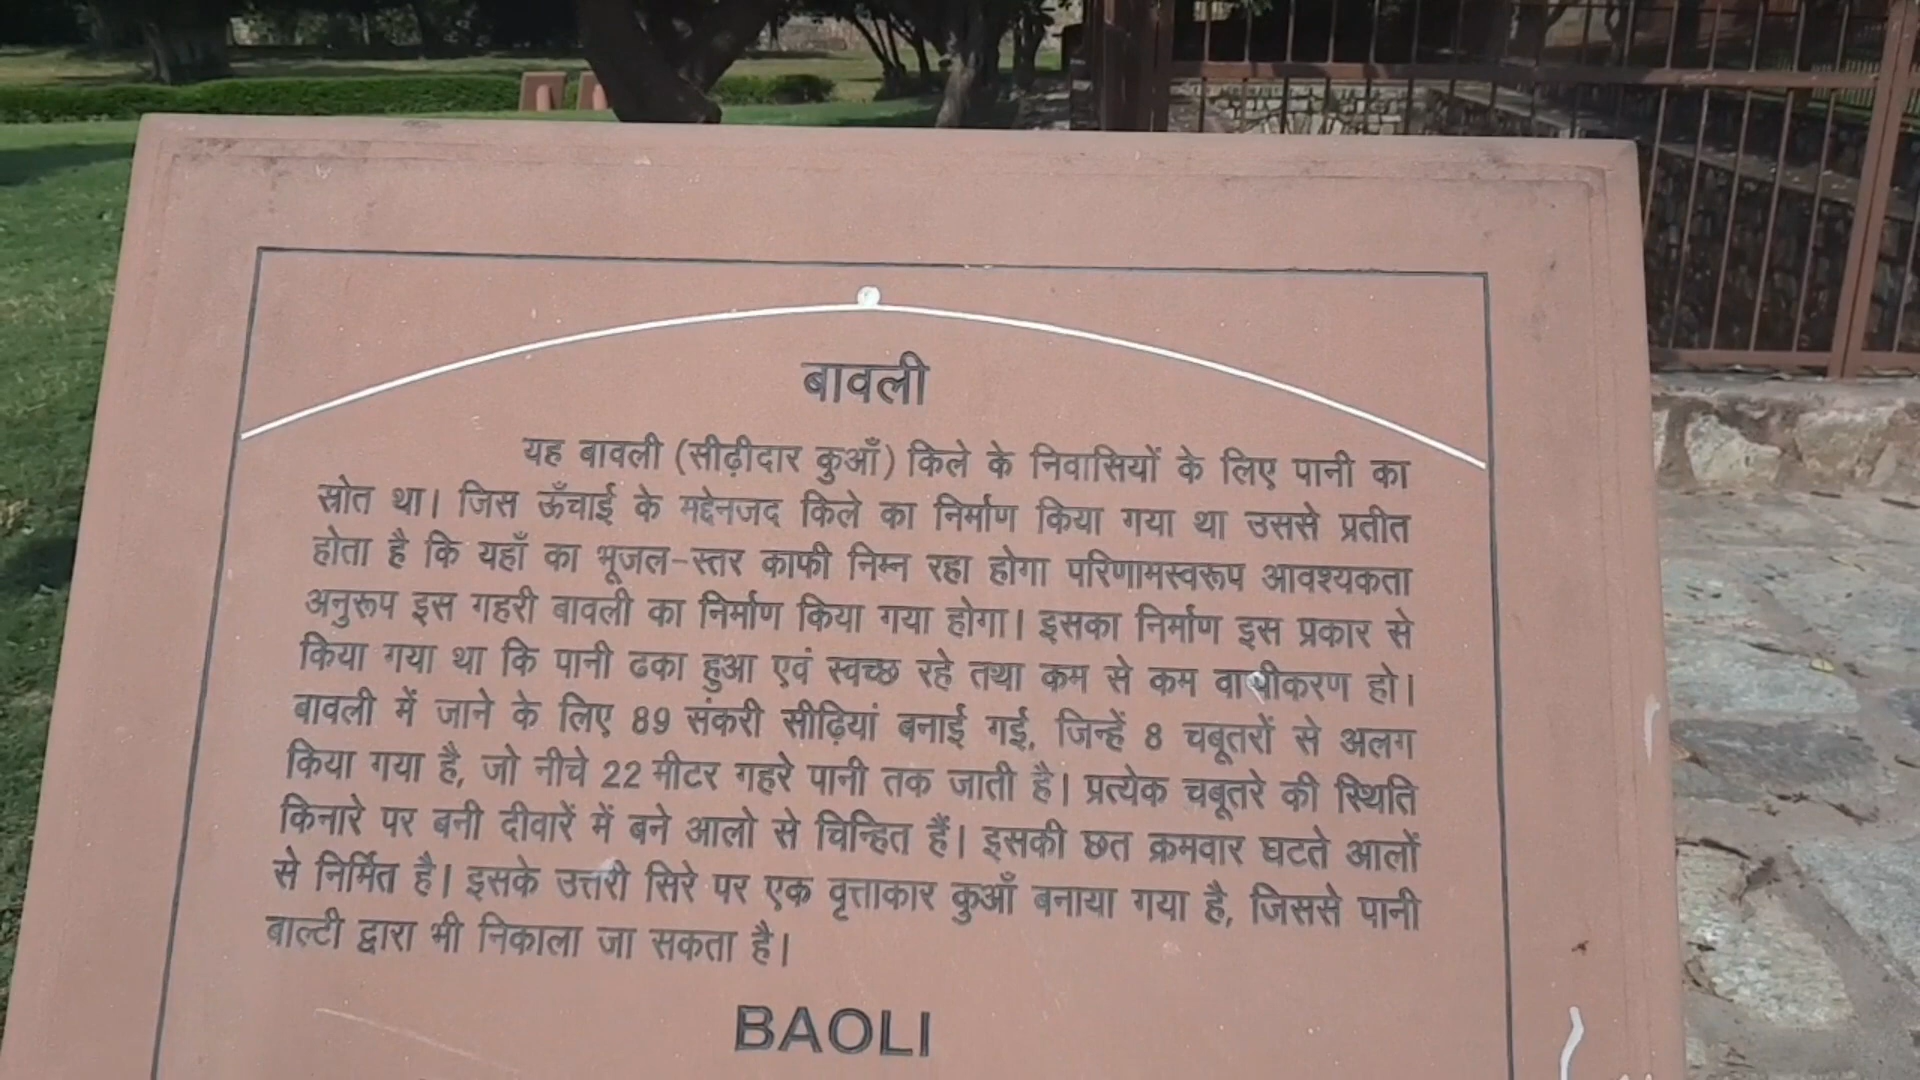 बावली
यह बावली (सीढ़ीदार कुआँ) किले के निवासियों के लिए पानी का
स्रोत था। जिस ऊँचाई के मद्देनजद किले का निर्माण किया गया था उससे प्रतीत
होता है कि यहाँ का भूजल-स्तर काफी निम्न रहा होगा परिणामस्वरूप आवश्यकता
अनुरूप इस गहरी बावली का निर्माण किया गया होगा। इसका निर्माण इस प्रकार से
किया गया था कि पानी ढका हुआ एवं स्वच्छ रहे तथा कम से कम वाष्पीकरण हो।
बावली में जाने के लिए 89 संकरी सीढ़ियां बनाई गई, जिन्हें 8 चबूतरों से अलग
किया गया है, जो नीचे 22 मीटर गहरे पानी तक जाती है। प्रत्येक चबूतरे की स्थिति
किनारे पर बनी दीवारें में बने आलो से चिन्हित हैं। इसकी छत क्रमवार घटते आलों
से निर्मित है। इसके उत्तरी सिरे पर एक वृत्ताकार कुआँ बनाया गया है, जिससे पानी
बाल्टी द्वारा भी निकाला जा सकता है।
BAOLI